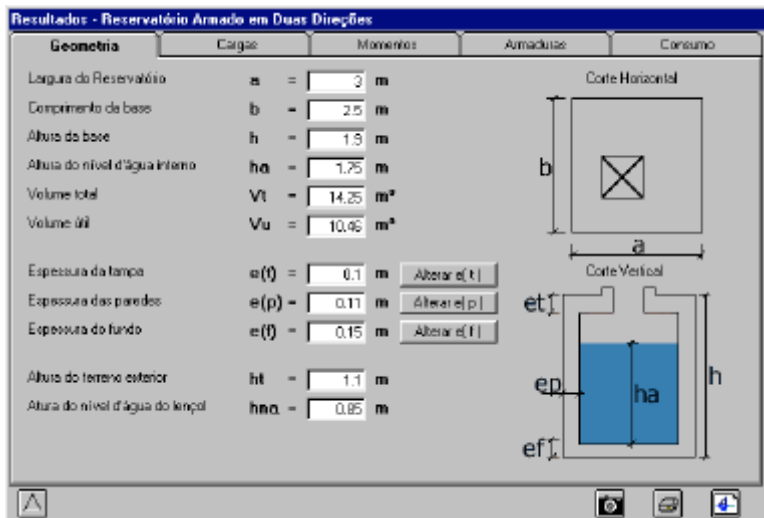 Resultados - Reservatório Armado em Duas Direções
Geometria Cargas Momentos Armaduras Consumo
Largura do Reservatório a = 3 m
Comprimento da base b = 2.5 m
Altura da base h = 1.9 m
Altura do nível d'água interno ha = 1.75 m
Volume total Vt = 14.25 m³
Volume útil Vu = 10.46 m³
Espessura da tampa e(t) = 0.1 m Alterar e( t )
Espessura das paredes e(p) = 0.11 m Alterar e( p )
Espessura do fundo e(f) = 0.15 m Alterar e( f )
Altura do terreno exterior ht = 1.1 m
Atura do nível d'água do lençol hna = 0.85 m
Corte Horizontal
b
a
Corte Vertical
et
ep
ha
h
ef